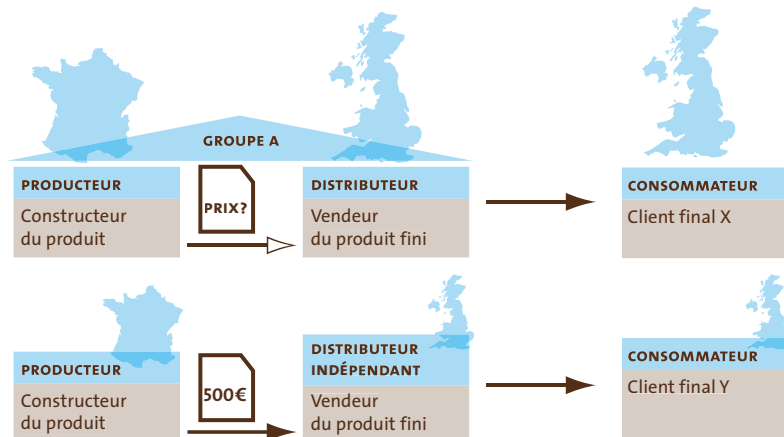 GROUPE A
PRODUCTEUR
Constructeur
du produit
PRIX?
DISTRIBUTEUR
Vendeur
du produit fini
CONSOMMATEUR
Client final X
PRODUCTEUR
Constructeur
du produit
500€
DISTRIBUTEUR
INDÉPENDANT
Vendeur
du produit fini
CONSOMMATEUR
Client final Y